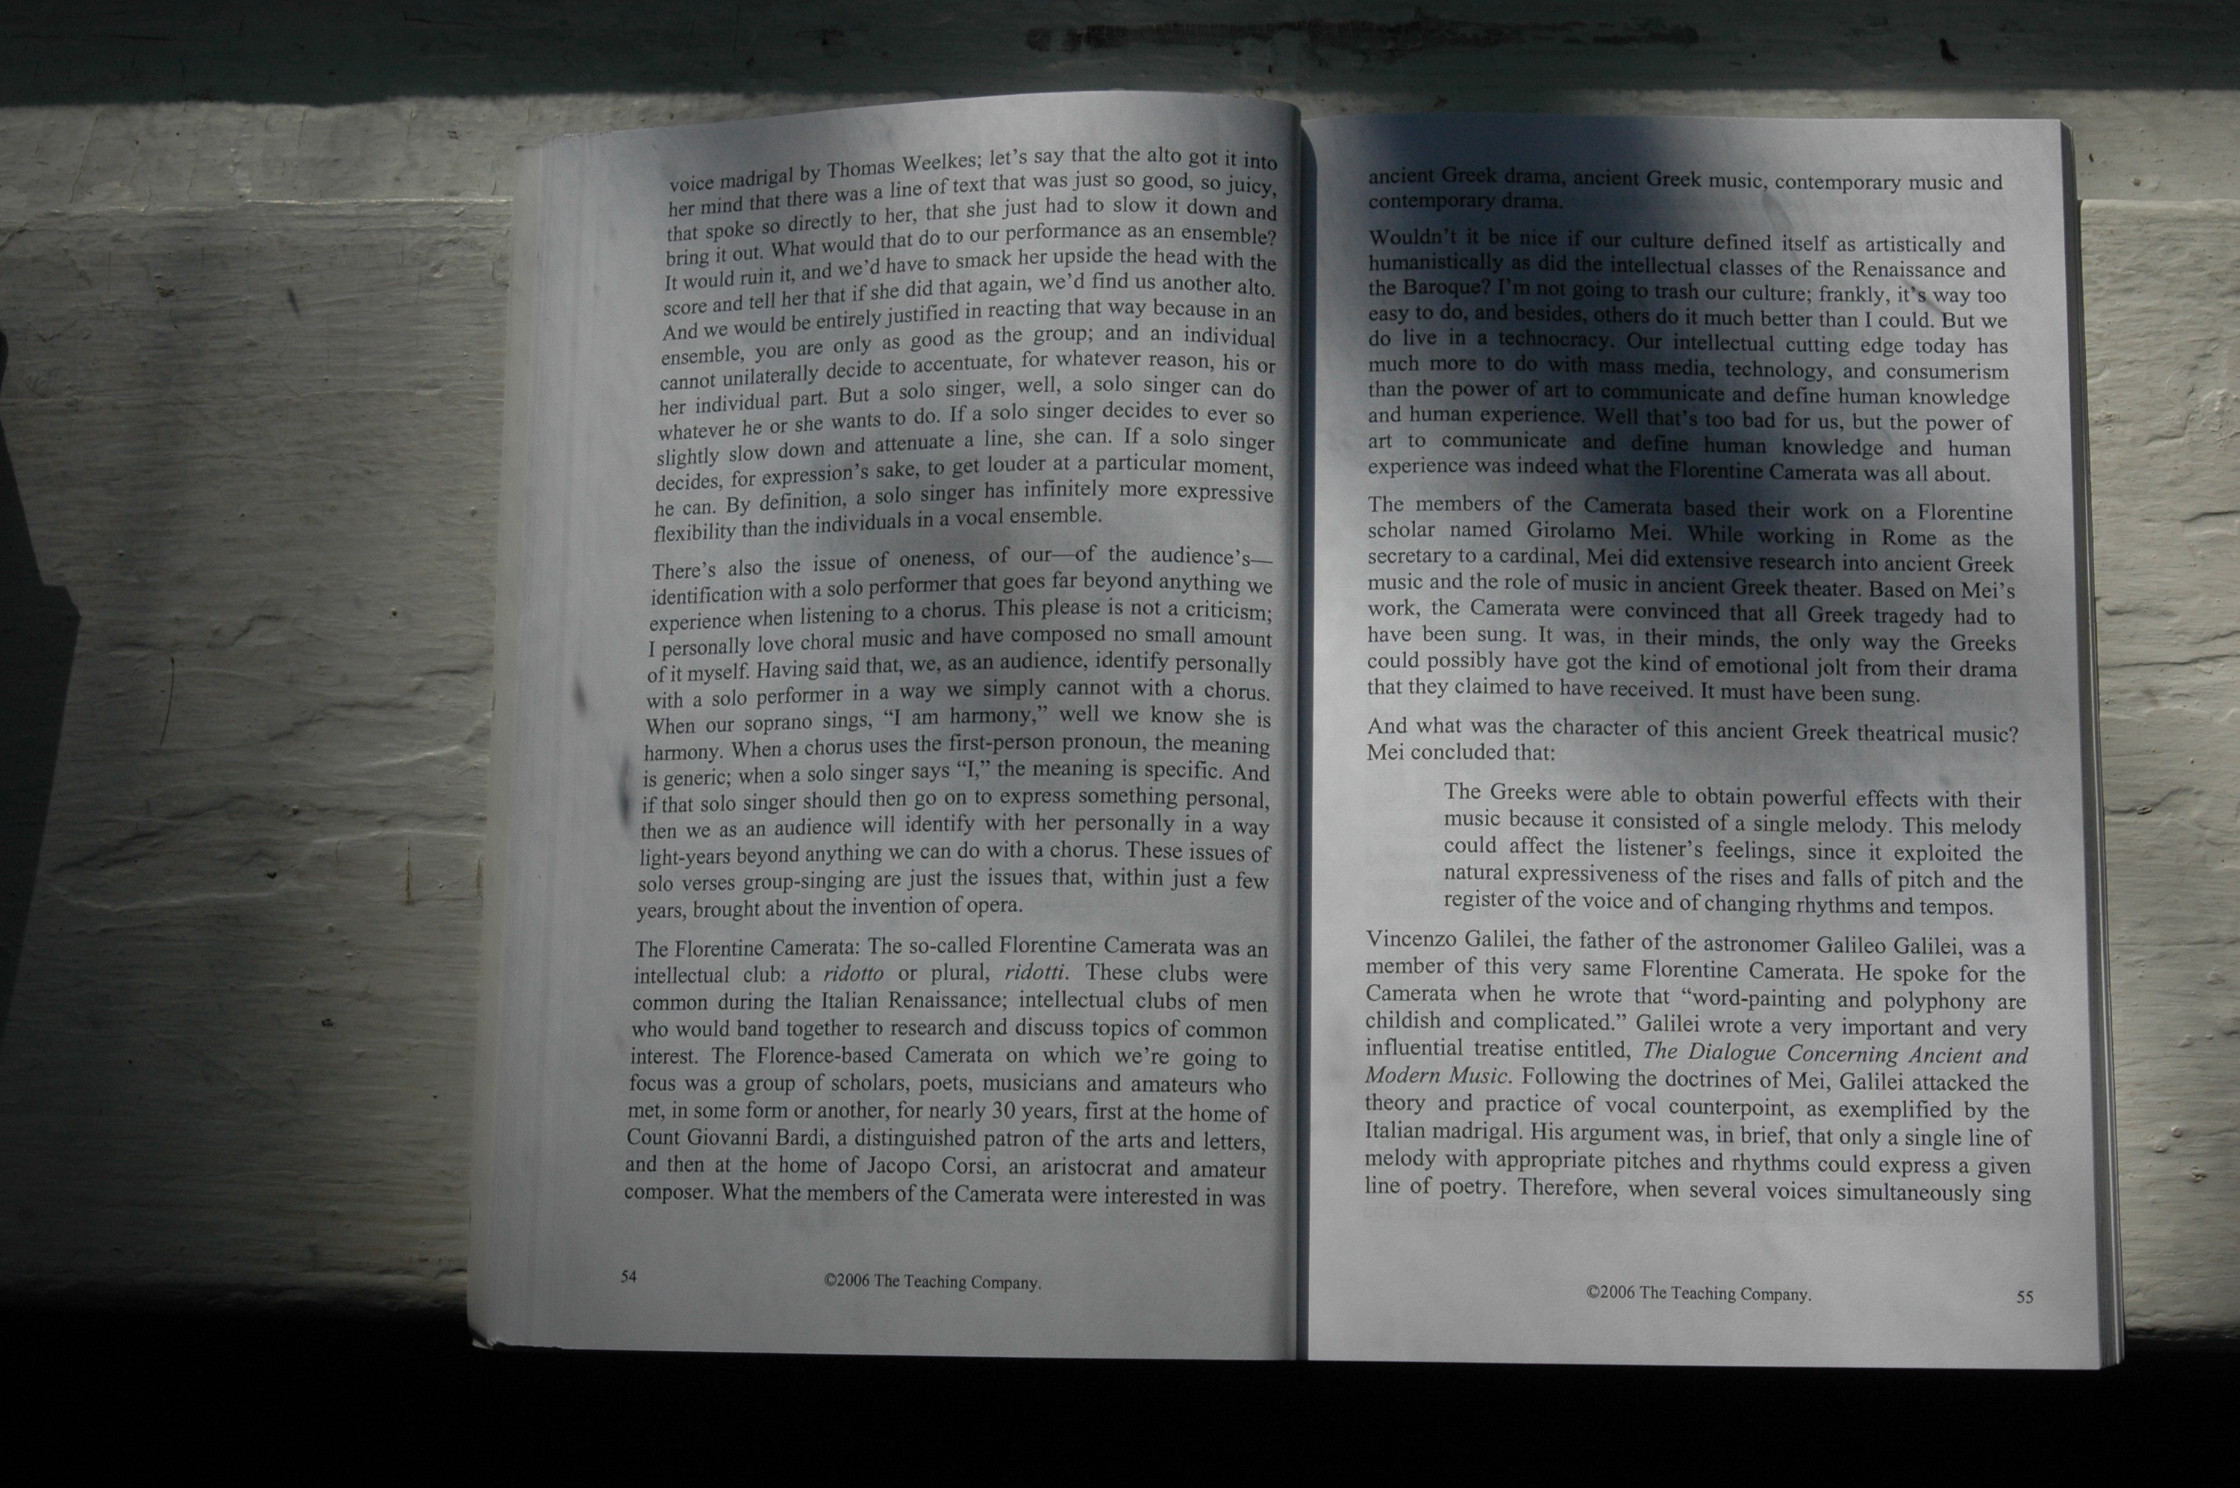 voice madrigal by Thomas Weelkes; let's say that the alto got it into
her mind that there was a line of text that was just so good, so juicy,
that spoke so directly to her, that she just had to slow it down and
bring it out. What would that do to our performance as an ensemble?
It would ruin it, and we'd have to smack her upside the head with the
score and tell her that if she did that again, we'd find us another alto.
And we would be entirely justified in reacting that way because in an
ensemble, you are only as good as the group; and an individual
cannot unilaterally decide to accentuate, for whatever reason, his or
her individual part. But a solo singer, well, a solo singer can do
whatever he or she wants to do. If a solo singer decides to ever so
slightly slow down and attenuate a line, she can. If a solo singer
decides, for expression's sake, to get louder at a particular moment,
he can. By definition, a solo singer has infinitely more expressive
flexibility than the individuals in a vocal ensemble.
There's also the issue of oneness, of our—of the audience's—
identification with a solo performer that goes far beyond anything we
experience when listening to a chorus. This please is not a criticism;
I personally love choral music and have composed no small amount
of it myself. Having said that, we, as an audience, identify personally
with a solo performer in a way we simply cannot with a chorus.
When our soprano sings, “I am harmony,” well we know she is
harmony. When a chorus uses the first-person pronoun, the meaning
is generic; when a solo singer says “I,” the meaning is specific. And
if that solo singer should then go on to express something personal,
then we as an audience will identify with her personally in a way
light-years beyond anything we can do with a chorus. These issues of
solo verses group-singing are just the issues that, within just a few
years, brought about the invention of opera.
The Florentine Camerata: The so-called Florentine Camerata was an
intellectual club: a ridotto or plural, ridotti. These clubs were
common during the Italian Renaissance; intellectual clubs of men
who would band together to research and discuss topics of common
interest. The Florence-based Camerata on which we're going to
focus was a group of scholars, poets, musicians and amateurs who
met, in some form or another, for nearly 30 years, first at the home of
Count Giovanni Bardi, a distinguished patron of the arts and letters,
and then at the home of Jacopo Corsi, an aristocrat and amateur
composer. What the members of the Camerata were interested in was
54
©2006 The Teaching Company.
ancient Greek drama, ancient Greek music, contemporary music and
contemporary drama.
Wouldn't it be nice if our culture defined itself as artistically and
humanistically as did the intellectual classes of the Renaissance and
the Baroque? I'm not going to trash our culture; frankly, it's way too
easy to do, and besides, others do it much better than I could. But we
do live in a technocracy. Our intellectual cutting edge today has
much more to do with mass media, technology, and consumerism
than the power of art to communicate and define human knowledge
and human experience. Well that's too bad for us, but the power of
art to communicate and define human knowledge and human
experience was indeed what the Florentine Camerata was all about.
The members of the Camerata based their work on a Florentine
scholar named Girolamo Mei. While working in Rome as the
secretary to a cardinal, Mei did extensive research into ancient Greek
music and the role of music in ancient Greek theater. Based on Mei's
work, the Camerata were convinced that all Greek tragedy had to
have been sung. It was, in their minds, the only way the Greeks
could possibly have got the kind of emotional jolt from their drama
that they claimed to have received. It must have been sung.
And what was the character of this ancient Greek theatrical music?
Mei concluded that:
The Greeks were able to obtain powerful effects with their
music because it consisted of a single melody. This melody
could affect the listener's feelings, since it exploited the
natural expressiveness of the rises and falls of pitch and the
register of the voice and of changing rhythms and tempos.
Vincenzo Galilei, the father of the astronomer Galileo Galilei, was a
member of this very same Florentine Camerata. He spoke for the
Camerata when he wrote that “word-painting and polyphony are
childish and complicated.” Galilei wrote a very important and very
influential treatise entitled, The Dialogue Concerning Ancient and
Modern Music. Following the doctrines of Mei, Galilei attacked the
theory and practice of vocal counterpoint, as exemplified by the
Italian madrigal. His argument was, in brief, that only a single line of
melody with appropriate pitches and rhythms could express a given
line of poetry. Therefore, when several voices simultaneously sing
©2006 The Teaching Company.
55